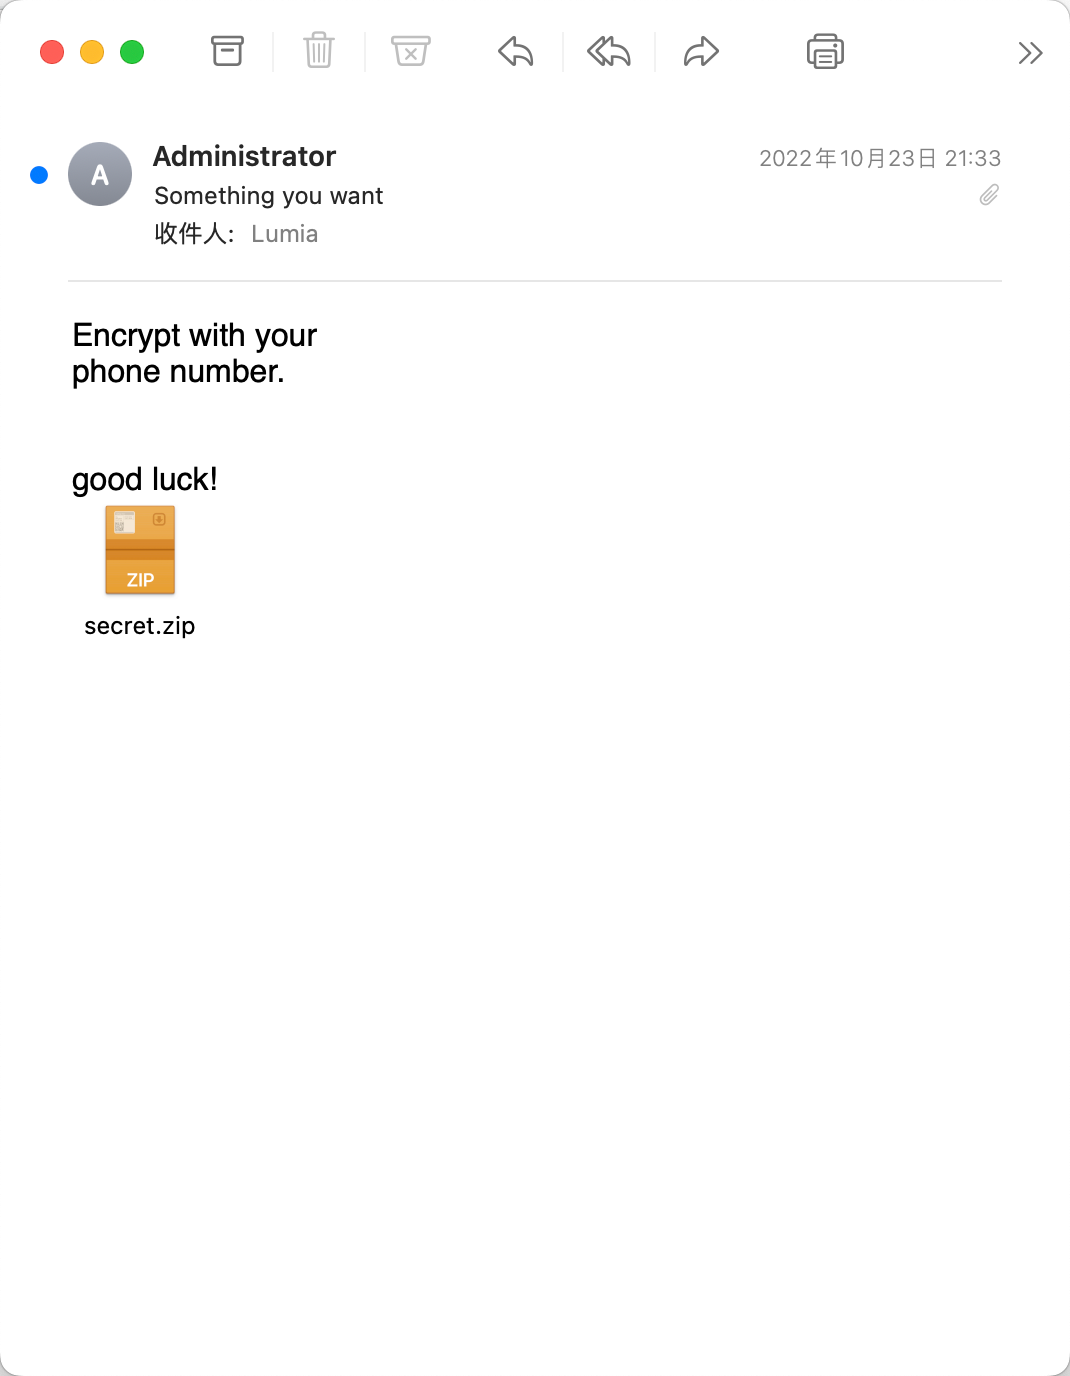 A
Administrator
2022年10月23日 21:33
Something you want
收件人: Lumia
Encrypt with your
phone number.
good luck!
ZIP
secret.zip